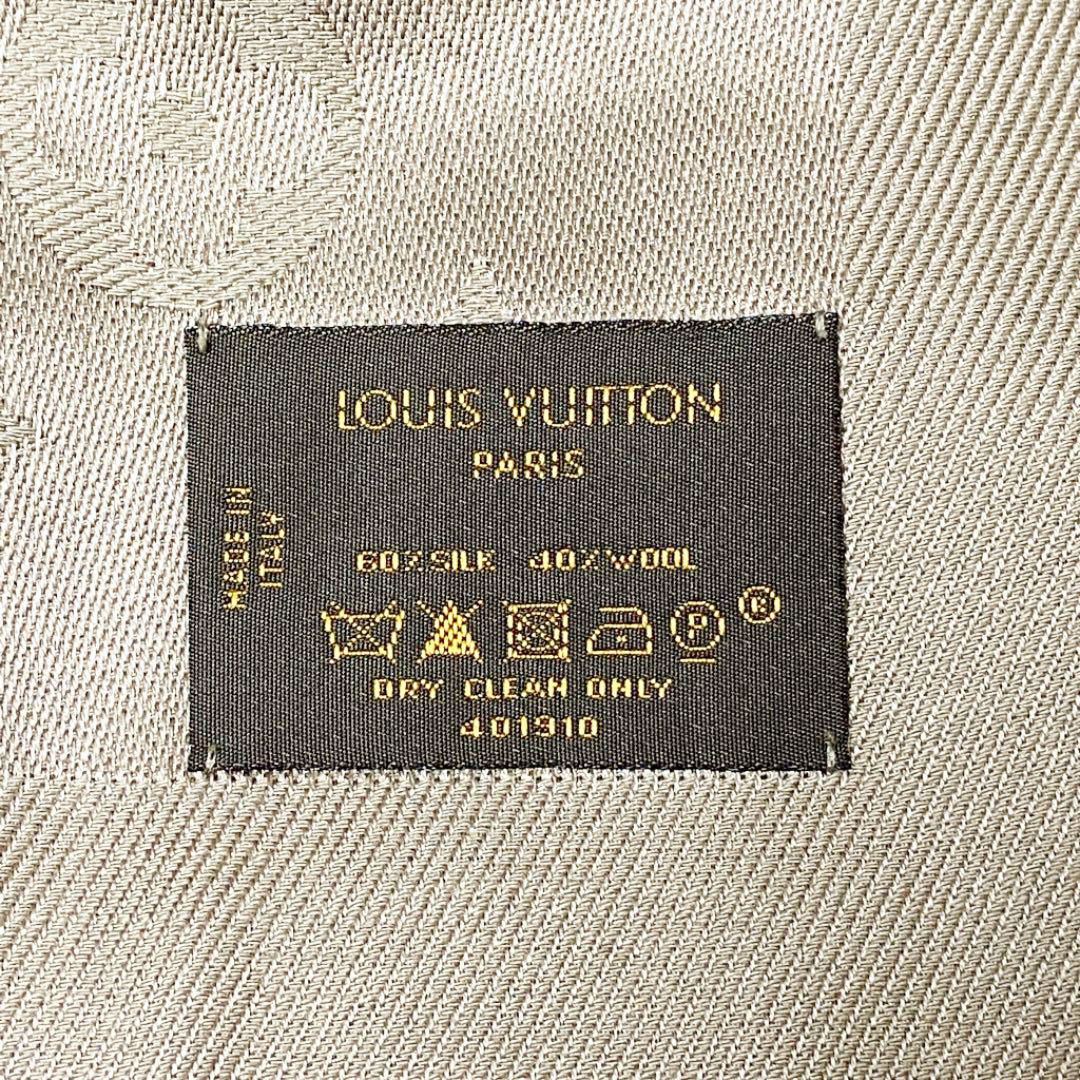 LOUIS VUITTON
PARIS
MADE IN
ITALY
60% SILK 40% WOOL
P ®
DRY CLEAN ONLY
401910